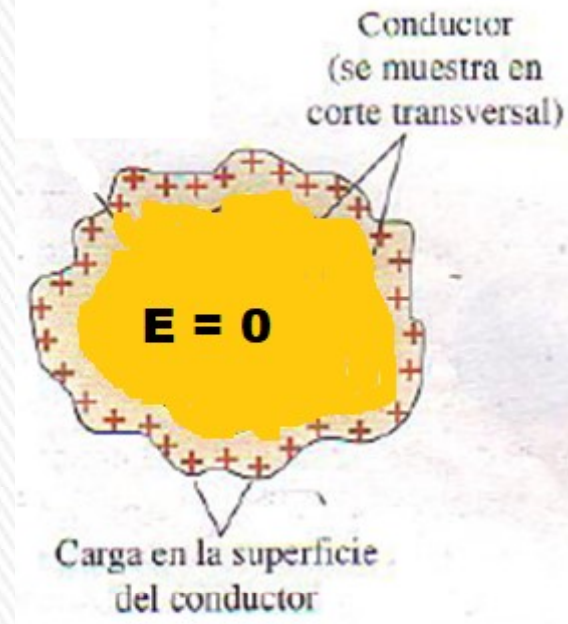 Conductor
(se muestra en
corte transversal)
E = 0
Carga en la superficie
del conductor